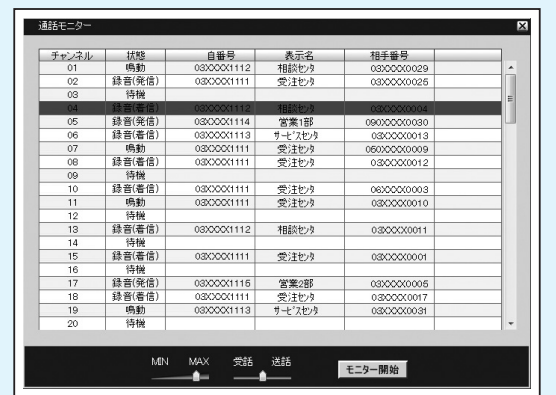 通話モニター
チャンネル 状態 自番号 表示名 相手番号
01 鳴動 03XXXX1112 相談センタ 03XXXX0029
02 録音(発信) 03XXXX1111 受注センタ 03XXXX0025
03 待機
04 録音(着信) 03XXXX1112 相談センタ 03XXXX0004
05 録音(発信) 03XXXX1114 営業1部 090XXXX0030
06 録音(着信) 03XXXX1113 サービスセンタ 03XXXX0013
07 鳴動 03XXXX1111 受注センタ 050XXXX0009
08 録音(着信) 03XXXX1111 受注センタ 03XXXX0012
09 待機
10 録音(着信) 03XXXX1111 受注センタ 06XXXX0003
11 鳴動 03XXXX1111 受注センタ 03XXXX0010
12 待機
13 録音(着信) 03XXXX1112 相談センタ 03XXXX0011
14 待機
15 録音(着信) 03XXXX1111 受注センタ 03XXXX0001
16 待機
17 録音(発信) 03XXXX1115 営業2部 03XXXX0005
18 録音(着信) 03XXXX1111 受注センタ 03XXXX0017
19 鳴動 03XXXX1113 サービスセンタ 03XXXX0031
20 待機
MIN MAX 受話 送話 モニター開始